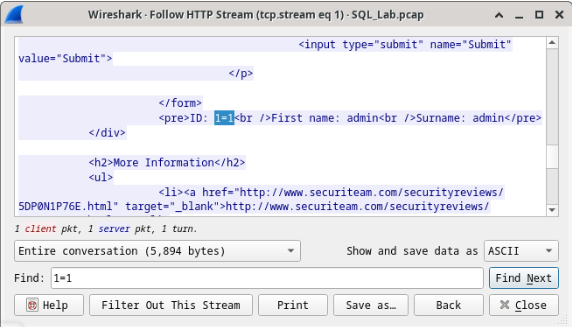 Wireshark · Follow HTTP Stream (tcp.stream eq 1) · SQL_Lab.pcap
<input type="submit" name="Submit"
value="Submit">
</p>
</form>
<pre>ID: 1=1<br />First name: admin<br />Surname: admin</pre>
</div>
<h2>More Information</h2>
<ul>
<li><a href="http://www.securiteam.com/securityreviews/
5DP0N1P76E.html" target="_blank">http://www.securiteam.com/securityreviews/
1 client pkt, 1 server pkt, 1 turn.
Entire conversation (5,894 bytes) Show and save data as ASCII
Find: 1=1 Find Next
Help Filter Out This Stream Print Save as… Back Close